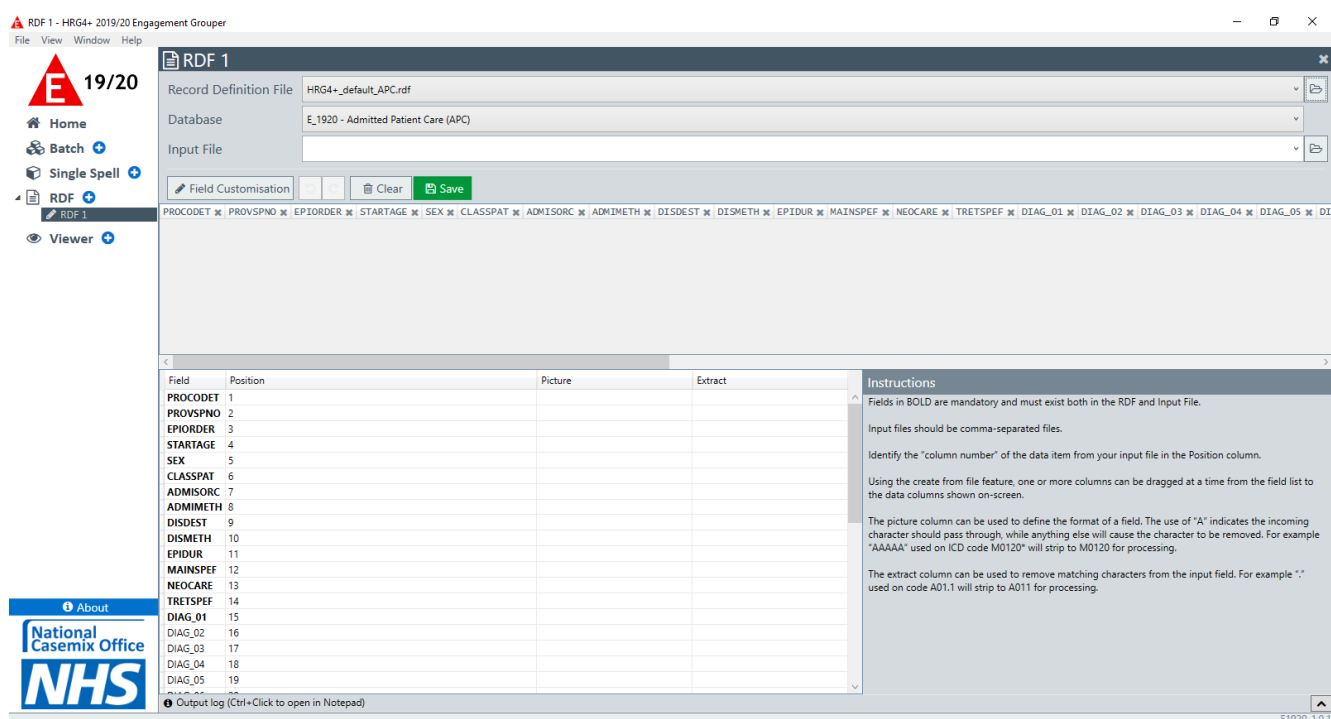 RDF 1 - HRG4+ 2019/20 Engagement Grouper
File View Window Help
E 19/20
Home
Batch
Single Spell
RDF
RDF 1
Viewer
About
National
Casemix Office
NHS
RDF 1
Record Definition File HRG4+_default_APC.rdf
Database E_1920 - Admitted Patient Care (APC)
Input File
Field Customisation Clear Save
PROCODET PROVSPNO EPIORDER STARTAGE SEX CLASSPAT ADMISORC ADMIMETH DISDEST DISMETH EPIDUR MAINSPEF NEOCARE TRETSPEF DIAG_01 DIAG_02 DIAG_03 DIAG_04 DIAG_05 DI
Field Position Picture Extract
PROCODET 1
PROVSPNO 2
EPIORDER 3
STARTAGE 4
SEX 5
CLASSPAT 6
ADMISORC 7
ADMIMETH 8
DISDEST 9
DISMETH 10
EPIDUR 11
MAINSPEF 12
NEOCARE 13
TRETSPEF 14
DIAG_01 15
DIAG_02 16
DIAG_03 17
DIAG_04 18
DIAG_05 19
Instructions
Fields in BOLD are mandatory and must exist both in the RDF and Input File.
Input files should be comma-separated files.
Identify the "column number" of the data item from your input file in the Position column.
Using the create from file feature, one or more columns can be dragged at a time from the field list to
the data columns shown on-screen.
The picture column can be used to define the format of a field. The use of "A" indicates the incoming
character should pass through, while anything else will cause the character to be removed. For example
"AAAAA" used on ICD code M0120* will strip to M0120 for processing.
The extract column can be used to remove matching characters from the input field. For example "."
used on code A01.1 will strip to A011 for processing.
Output log (Ctrl+Click to open in Notepad)